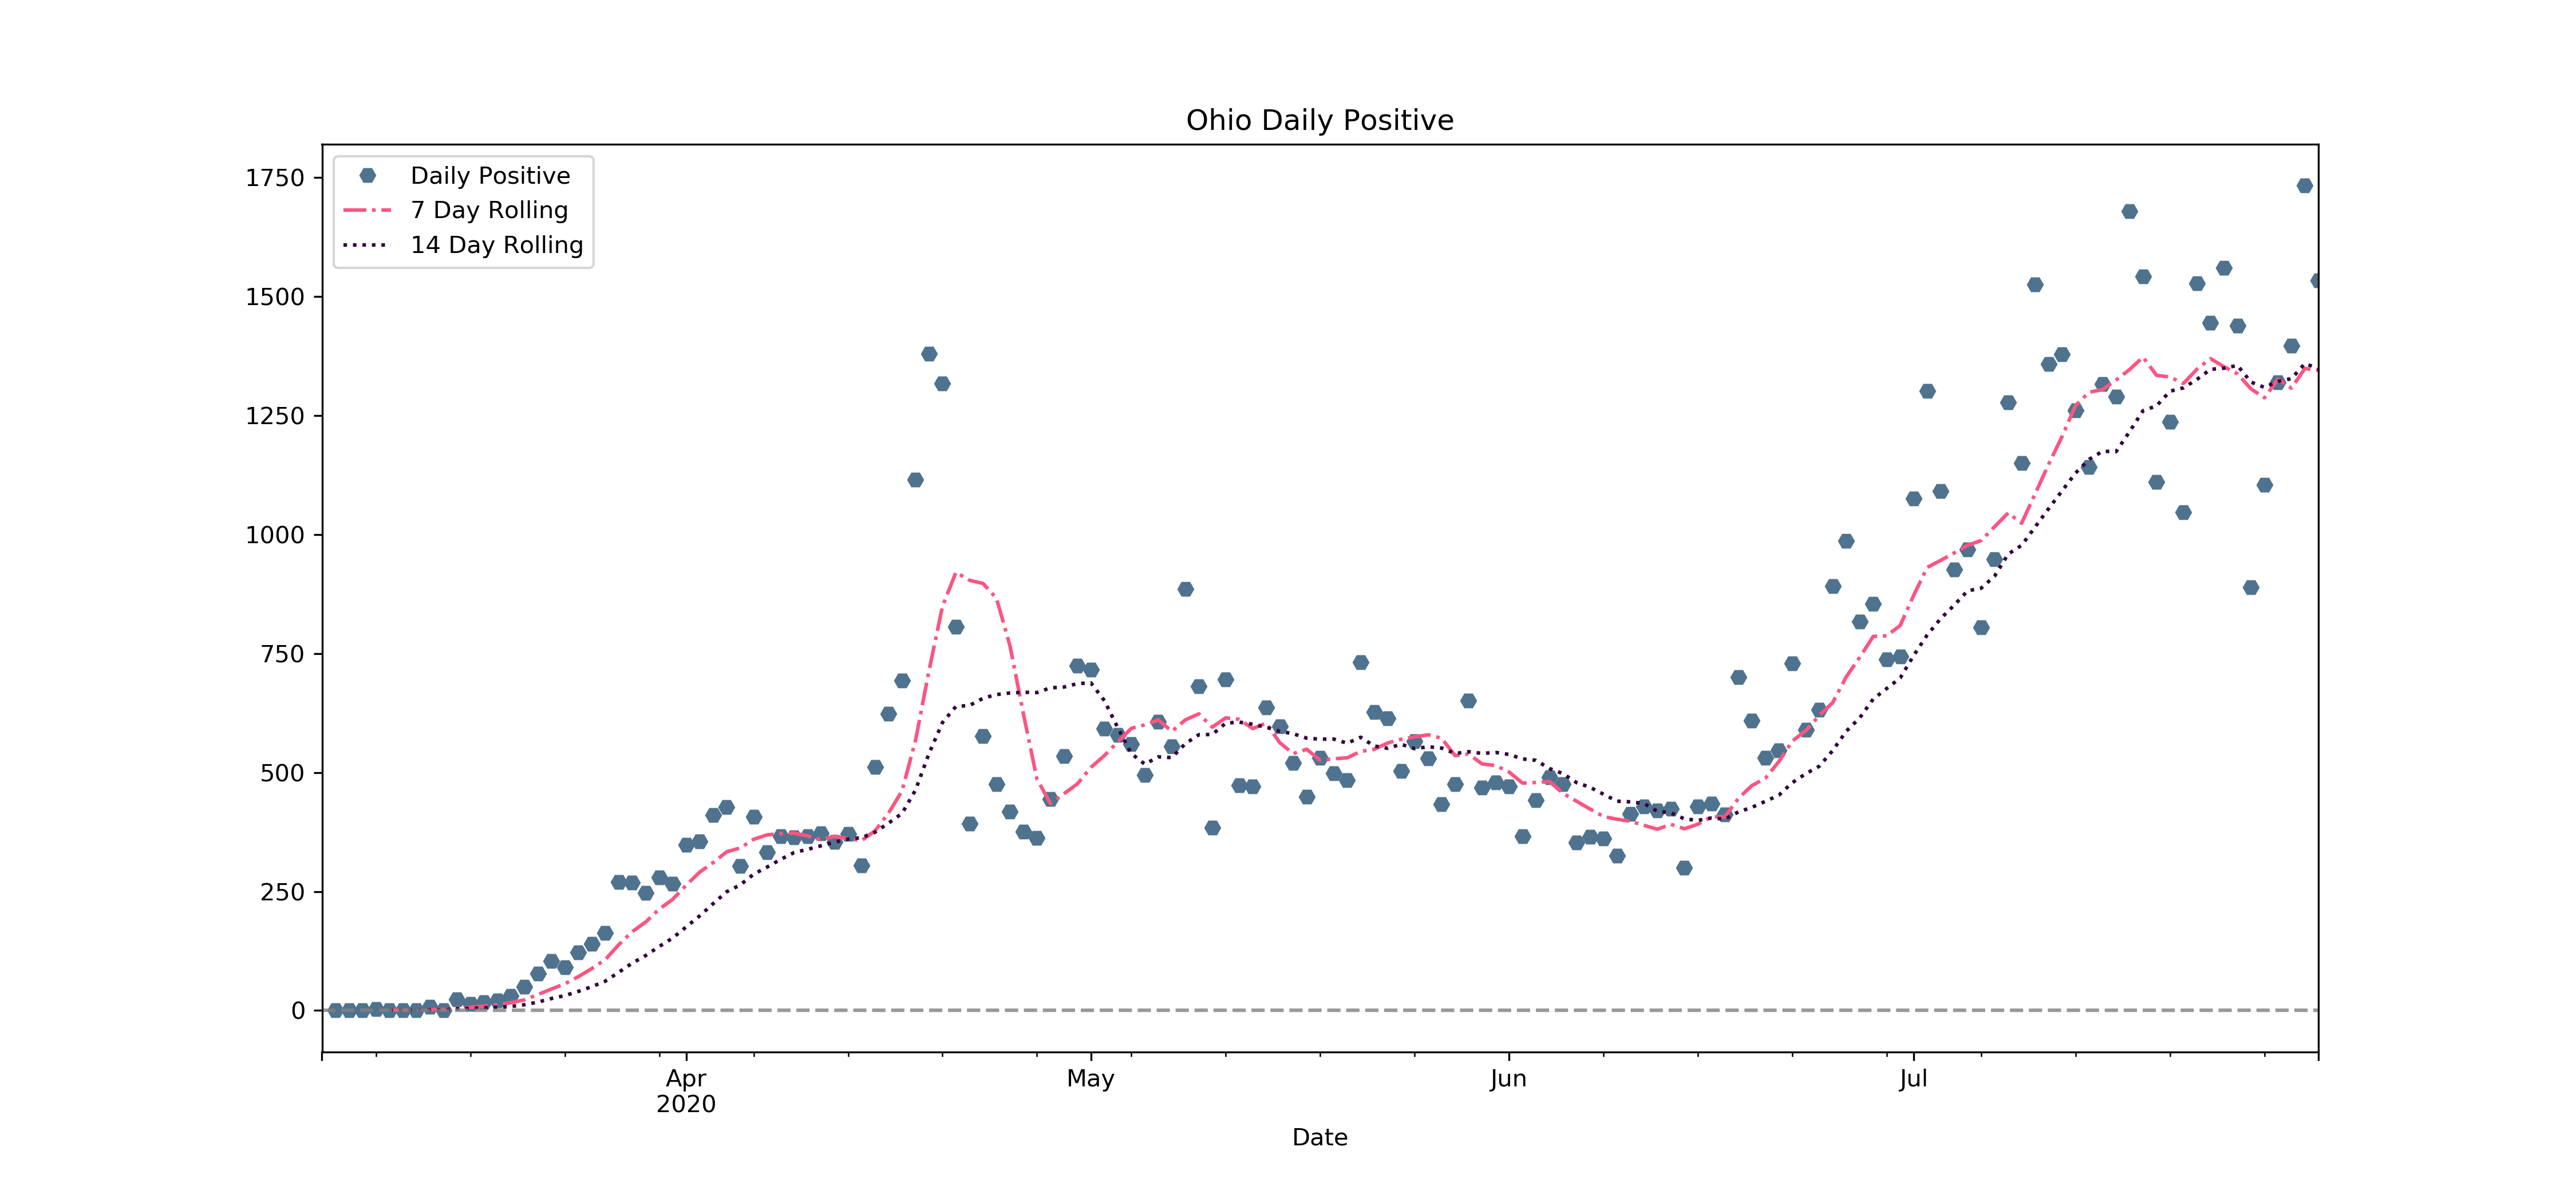 Ohio Daily Positive
Daily Positive
7 Day Rolling
14 Day Rolling
1750
1500
1250
1000
750
500
250
0
Apr
2020
May
Jun
Jul
Date